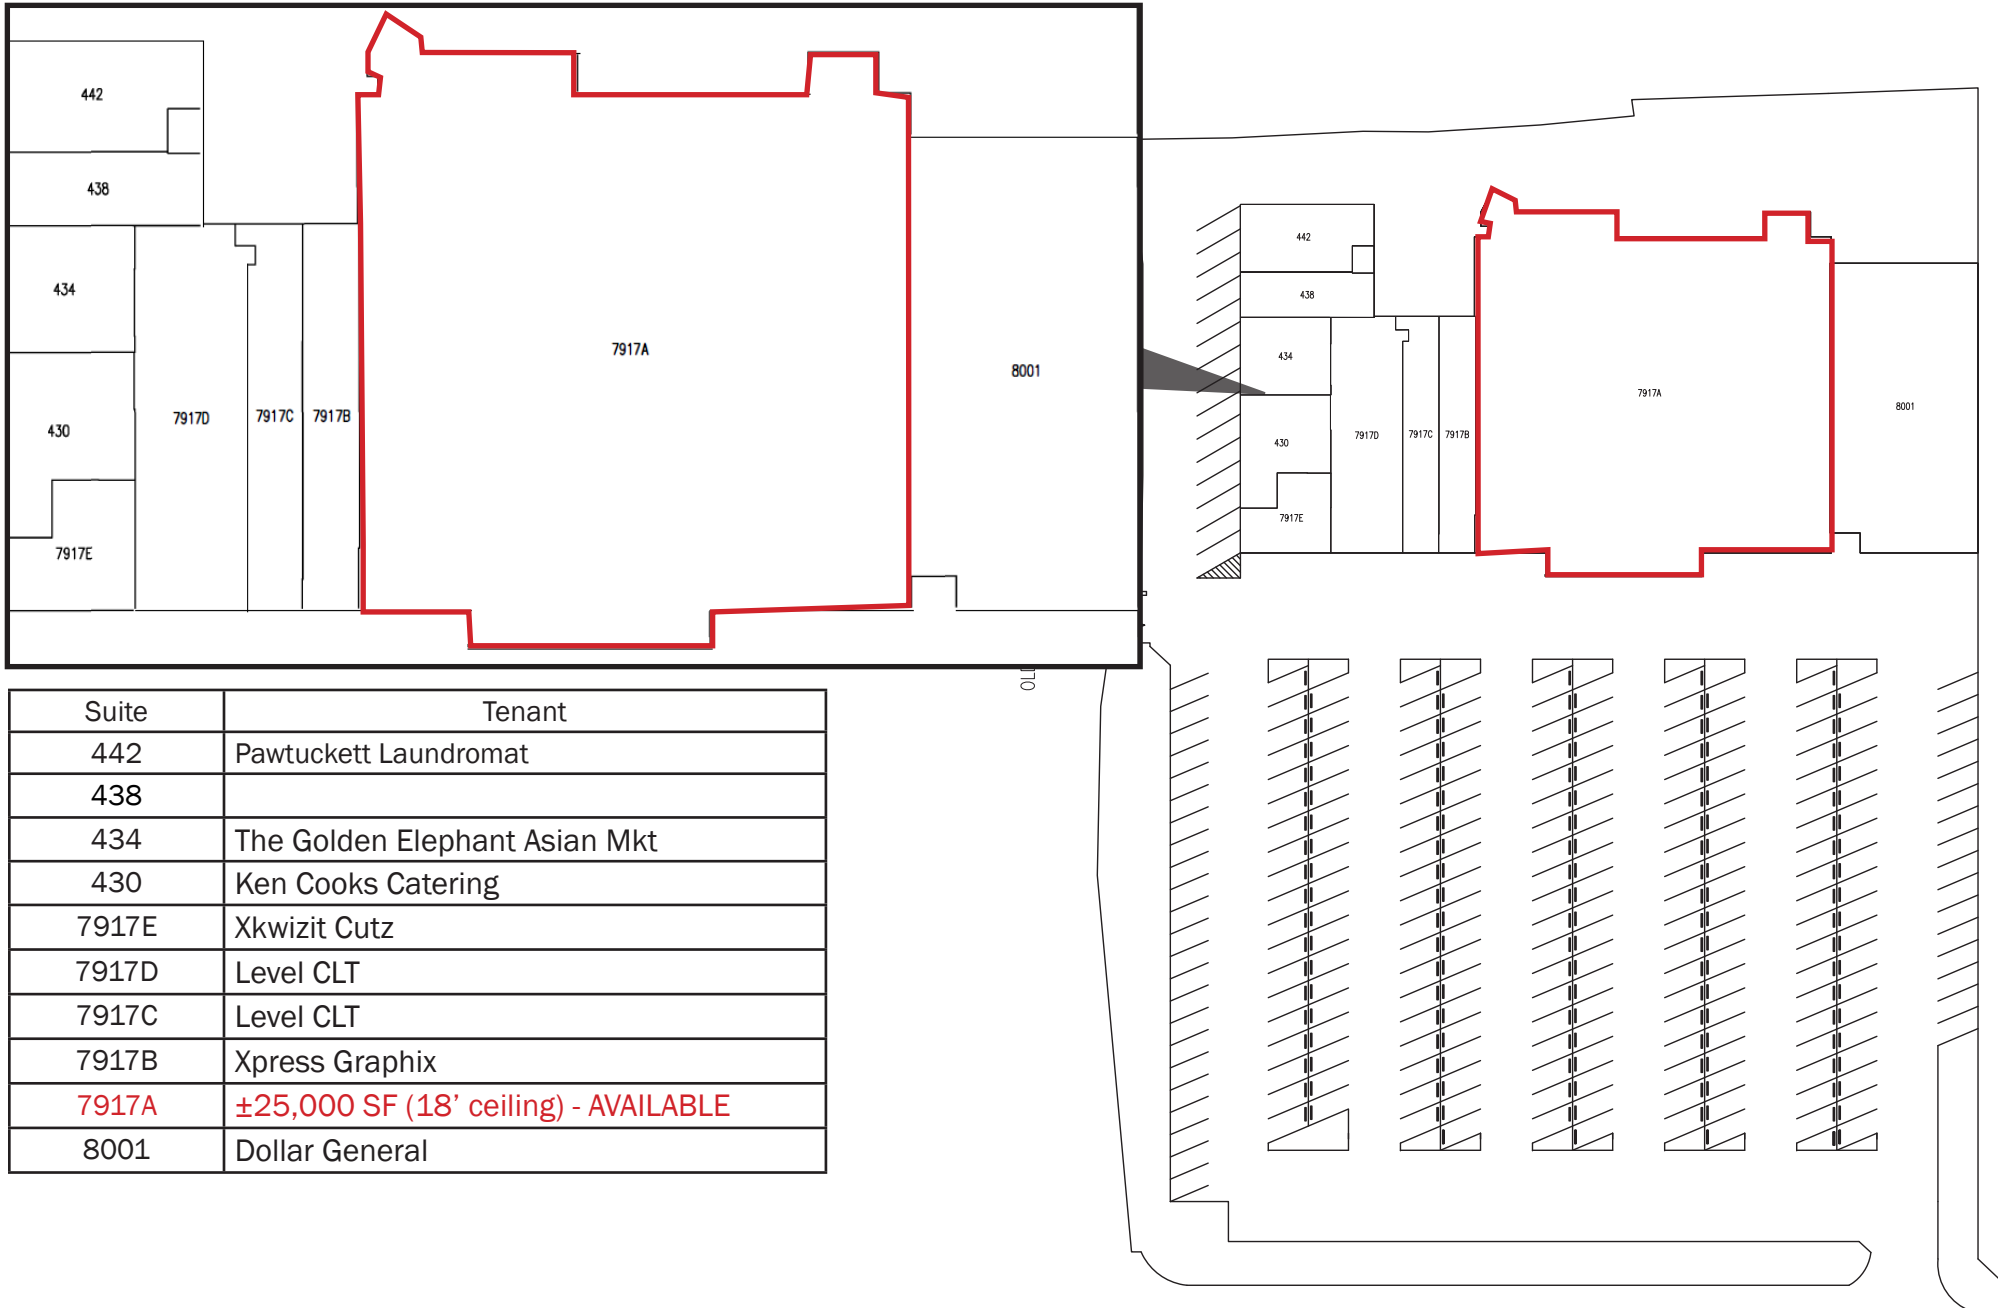 442
438
434
430
7917E
7917D
7917C
7917B
7917A
8001
442
438
434
430
7917E
7917D
7917C
7917B
7917A
8001
OLD
Suite Tenant
442 Pawtuckett Laundromat
438
434 The Golden Elephant Asian Mkt
430 Ken Cooks Catering
7917E Xkwizit Cutz
7917D Level CLT
7917C Level CLT
7917B Xpress Graphix
7917A ±25,000 SF (18’ ceiling) - AVAILABLE
8001 Dollar General